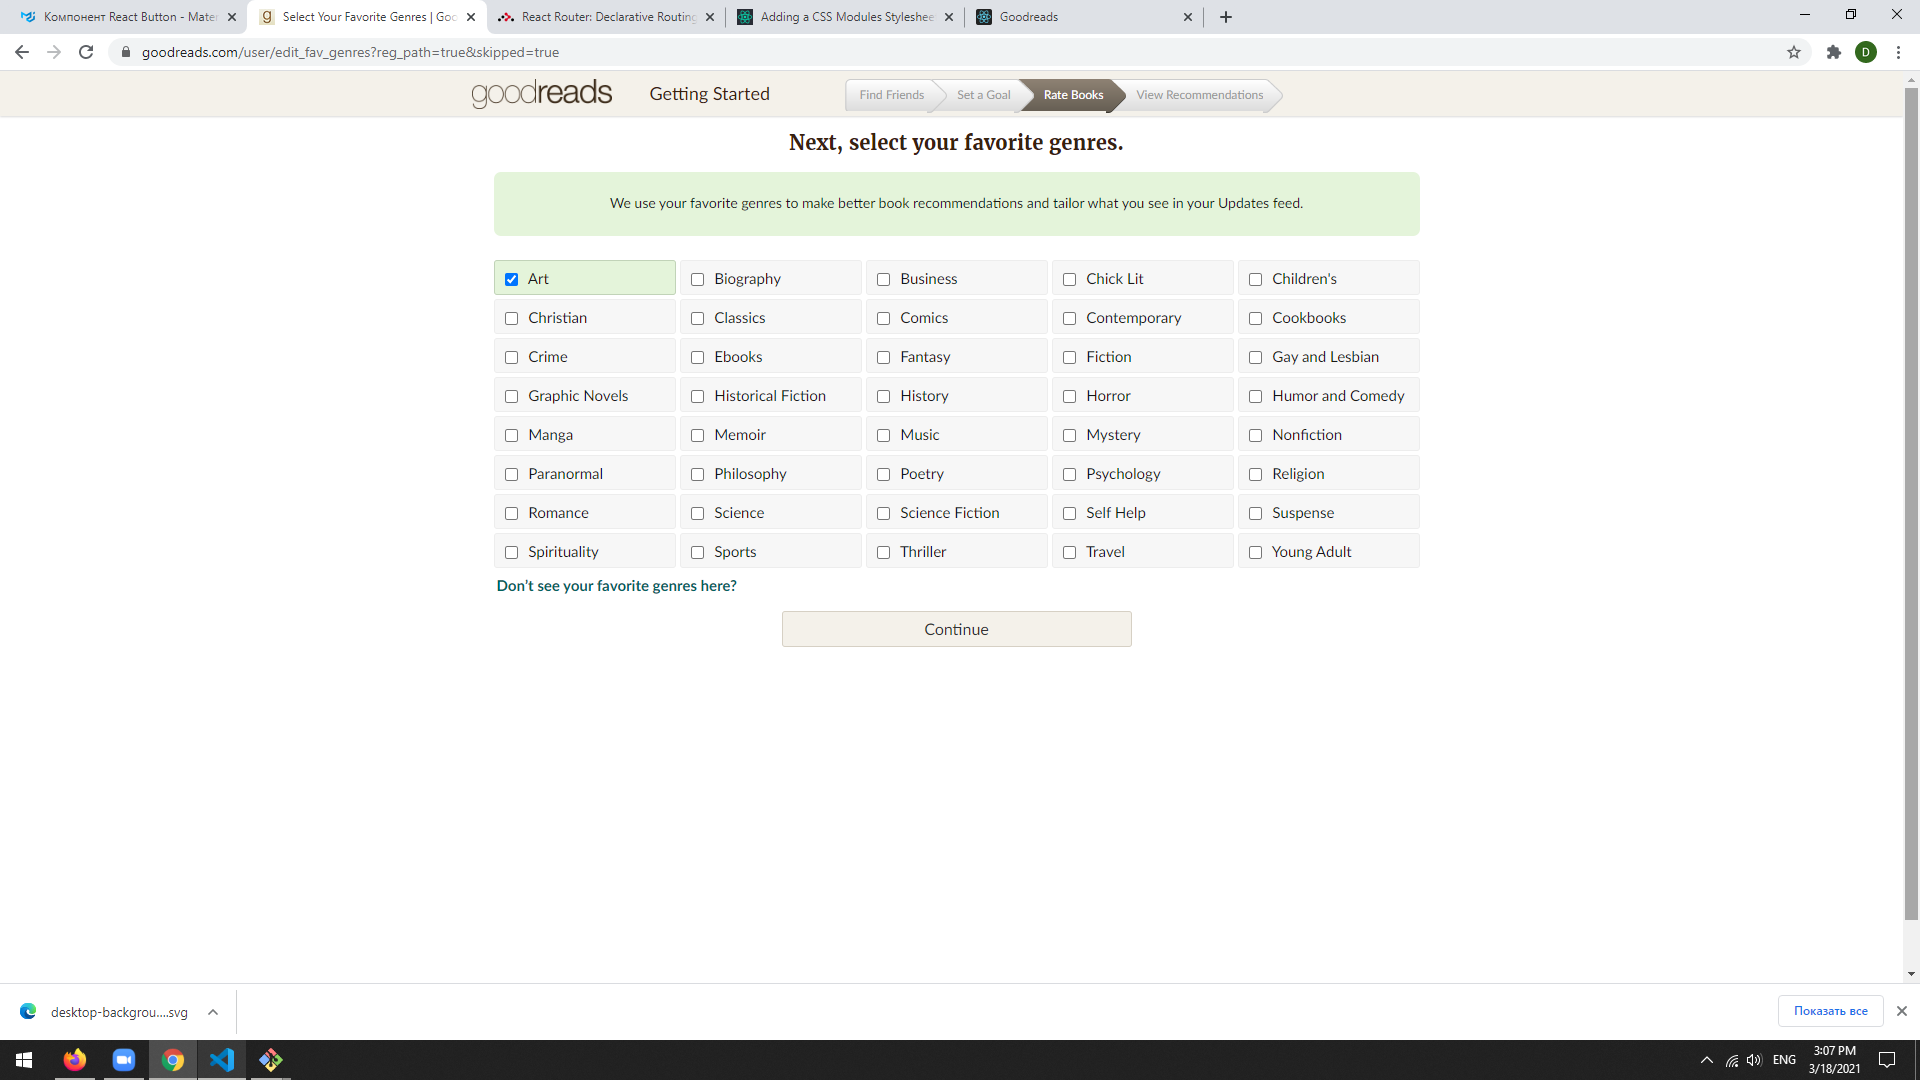 Компонент React Button - Mater
Select Your Favorite Genres | Goo
React Router: Declarative Routing
Adding a CSS Modules Styleshee
Goodreads
goodreads.com/user/edit_fav_genres?reg_path=true&skipped=true
D
goodreads
Getting Started
Find Friends
Set a Goal
Rate Books
View Recommendations
Next, select your favorite genres.
We use your favorite genres to make better book recommendations and tailor what you see in your Updates feed.
Art
Biography
Business
Chick Lit
Children's
Christian
Classics
Comics
Contemporary
Cookbooks
Crime
Ebooks
Fantasy
Fiction
Gay and Lesbian
Graphic Novels
Historical Fiction
History
Horror
Humor and Comedy
Manga
Memoir
Music
Mystery
Nonfiction
Paranormal
Philosophy
Poetry
Psychology
Religion
Romance
Science
Science Fiction
Self Help
Suspense
Spirituality
Sports
Thriller
Travel
Young Adult
Don't see your favorite genres here?
Continue
desktop-backgrou....svg
Показать все
ENG
3:07 PM
3/18/2021